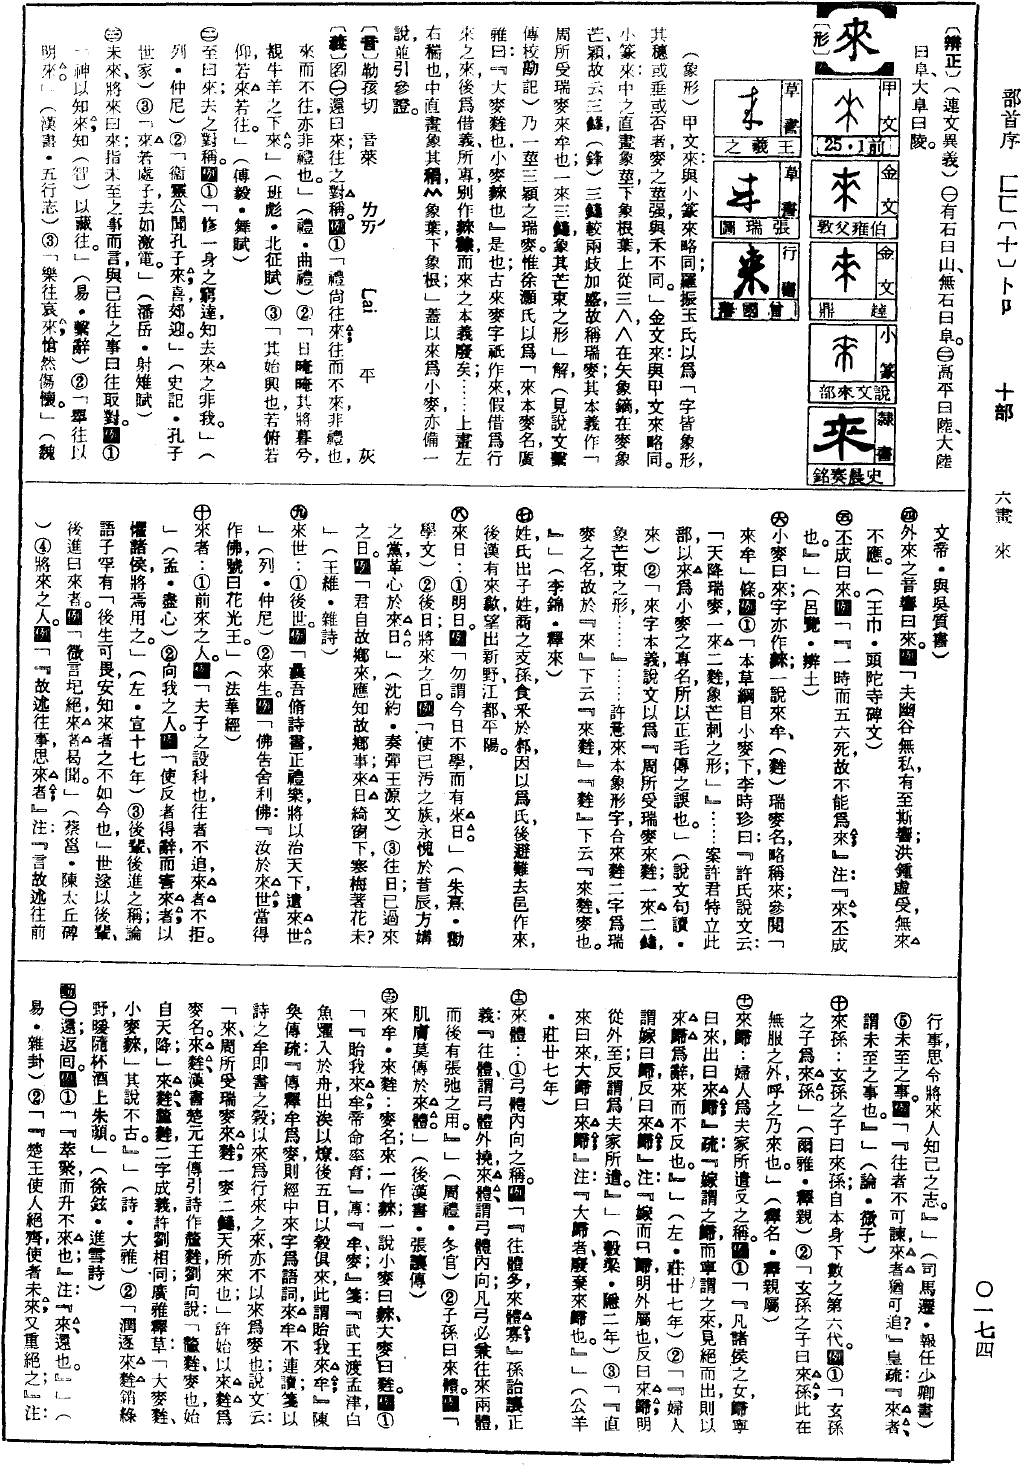 部首序
十部
六畫 來
〇一七四
〔辨正〕(連文異義)㊀有石曰山、無石曰阜。㊁高平曰陸、大陸
曰阜、大阜曰陵。
來
〔形〕
甲文
前1·25
金文
伯雍父敦
金文
鼎
小篆
說文來部
隸書
史晨奏銘
草書
王羲之
草書
張瑞圖
行書
曾國藩
(象形)甲文來與小篆來略同；羅振玉氏以爲「字皆象形，
其穗或垂或否者，麥之莖强，與禾不同。」金文來與甲文來略同。
小篆來中之直畫象莖，下象根葉，上從三人人在矢象鏑，在麥象
芒穎，故云三鏠(鋒)；三鏠較兩歧加盛，故稱瑞麥；其本義作「
周所受瑞麥來牟也；一來三鏠，象其芒朿之形」解(見說文繫
傳校勘記)，乃一莖三穎之瑞麥。惟徐灝氏以爲「來本麥名，廣
雅曰：『大麥麰也，小麥䅘也。』是也。古來麥字祇作來，假借爲行
來之來，後爲借義所專，別作䅘，而來之本義廢矣……上畫左
右穗也，中直畫象其稱，象葉，下象根。」蓋以來爲小麥，亦備一
說，並引參證。
〔音〕勒孩切 音萊 ㄌㄞˊ Lai 平 灰
〔義〕图㊀還曰來，往之對稱。例①「禮尙往來；往而不來，非禮也，
來而不往，亦非禮也。」(禮·曲禮)②「日晻晻其將暮兮，
覩牛羊之下來。」(班彪·北征賦)③「其始興也，若俯若
仰，若來若往。」(傅毅·舞賦)
㊁至曰來，去之對稱。例①「修一身之窮達，知去來之非我。」(
列·仲尼)②「衞靈公聞孔子來，喜，郊迎。」(史記·孔子
世家)③「來若處子，去如激電。」(潘岳·射雉賦)
㊂未來、將來曰來；指未至之事而言，與已往之事曰往取對。例①
「神以知來，知(智)以藏往。」(易·繫辭)②「舉往以
明來。」(漢書·五行志)③「樂往哀來，愴然傷懷。」(魏
文帝·與吳質書)
㊃外來之音響曰來。例「夫幽谷無私，有至斯響；洪鍾虛受，無來
不應。」(王巾·頭陀寺碑文)
㊄丕成曰來。例「『一時而五六死，故不能爲來。』注：『來、丕成
也。』」(呂覽·辨土)
㊅小麥曰來；字亦作䅘；一說來牟，(麰)瑞麥名，略稱來；參閱「
來牟」條。例①「本草綱目小麥下李時珍曰：『許氏說文云：
「天降瑞麥，一來二麰，象芒刺之形。」』……案許君特立此
部，以來爲小麥之專名，所以正毛傳之誤也。」(說文句讀·
來)②「來字本義，說文以爲『周所受瑞麥來麰，一來二鏠，
象芒朿之形……』……許意來本象形字，合來麰二字爲瑞
麥之名，故於『來』下云『來麰』『麰』下云『來麰，麥也。
』」(李錦·釋來)
㊆姓氏出子姓，商之支孫食采於郲，因以爲氏，後避難去邑作來，
後漢有來歙；望出新野、江都、平陽。
㊇來日：①明日。例「勿謂今日不學而有來日。」(朱熹·勸
學文)②後日；將來之日。例「使已汚之族，永愧於昔辰，方媾
之黨，革心於來日。」(沈約·奏彈王源文)③往日；已過來
之日。例「君自故鄉來，應知故鄉事；來日綺窗下，寒梅著花未？
」(王維·雜詩)
㊈來世：①後世。例「曩吾脩詩書，正禮樂，將以治天下，遺來世。
」(列·仲尼)②來生。例「佛告舍利佛：『汝於來世，當得
作佛，號曰花光王。』」(法華經)
㊉來者：①前來之人。例「夫子之設科也，往者不追，來者不拒。
」(孟·盡心)②向我之人。例「使反者得辭而害來者，以
懼諸侯，將焉用之。」(左·宣十七年)③後輩、後進之稱；論
語子罕有「後生可畏，安知來者之不如今也」，世遂以後輩、
後進曰來者。例「微言圮絕，來者曷聞。」(蔡邕·陳太丘碑
)④將來之人。例「『故述往事，思來者。』注：『言故述往前
行事，思令將來人知己之志。』」(司馬遷·報任少卿書)
⑤未至之事。例「『往者不可諫，來者猶可追。』皇疏：『來者，
謂未至之事也。』」(論·微子)
⑪來孫：玄孫之子曰來孫；自本身下數之第六代。例①「玄孫
之子爲來孫。」(爾雅·釋親)②「玄孫之子曰來孫，此在
無服之外，呼之乃來也。」(釋名·釋親屬)
⑫來歸：婦人爲夫家所遣反之稱。例①「『凡諸侯之女，歸寧
曰來，出曰來歸。』疏『嫁謂之歸，而寧謂之來，見絕而出，則以
來歸爲辭，來而不反也。』」(左·莊廿七年)②「『婦人
謂嫁曰歸，反曰來歸。』注『嫁而曰歸，明外屬也，反曰來歸，明
從外至，反謂爲夫家所遣。』」(穀梁·隱二年)③「『直
來曰來，大歸曰來歸。』注：『大歸者，廢棄來歸也。』」(公羊
·莊廿七年)
⑬來體：①弓體內向之稱。例「『往體多，來體寡。』孫詒讓正
義：『往體謂弓體外撓，來體謂弓體內向，凡弓必兼往來兩體，
而後有張弛之用。』」(周禮·冬官)②子孫曰來體。例「
肌膚莫傳於來體。」(後漢書·張讓傳)
⑭來牟·來麰：麥名；來一作䅘；一說小麥曰䅘，大麥曰麰。例①
「『貽我來牟，帝命率育。』傳『牟、麥。』箋『武王渡孟津，白
魚躍入於舟，出涘以燎，後五日，以穀俱來，此謂貽我來牟。』陳
奐傳疏：『傳釋牟爲麥，則經中來字爲語詞，來牟不連讀，箋以
詩之牟卽書之穀，以來爲行來之來，亦不以來爲麥也，說文云：
「來，周所受瑞麥來麰，一麥二鏠，天所來也。」許始以來麰爲
麥名。來麰，漢書楚元王傳引詩作釐麰，劉向說：「釐麰，麥也，始
自天降。」來麰、釐麰二字成義，許劉相同，廣雅釋草：「大麥麰，
小麥䅘。」其說不古。』」(詩·大雅)②「潤逐來麰銷綠
野，暖隨杯酒上朱顏。」(徐鉉·進雪詩)
動㊀還；返回。例①「『萃聚而升不來也。』注『來，還也。』」(
易·雜卦)②「『楚王使人絕齊，使者未來，又重絕之。』注：